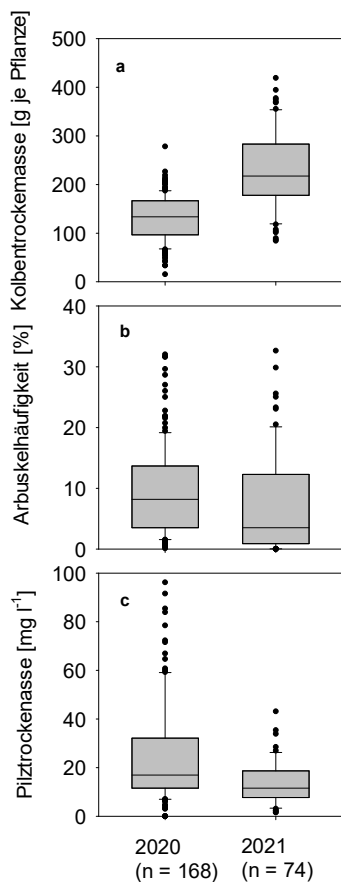 Kolbentrockemasse [g je Pflanze]
500
400
300
200
100
0
a
Arbuskelhäufigkeit [%]
40
30
20
10
0
b
Pilztrockenasse [mg l⁻¹]
100
80
60
40
20
0
c
2020 2021
(n = 168) (n = 74)